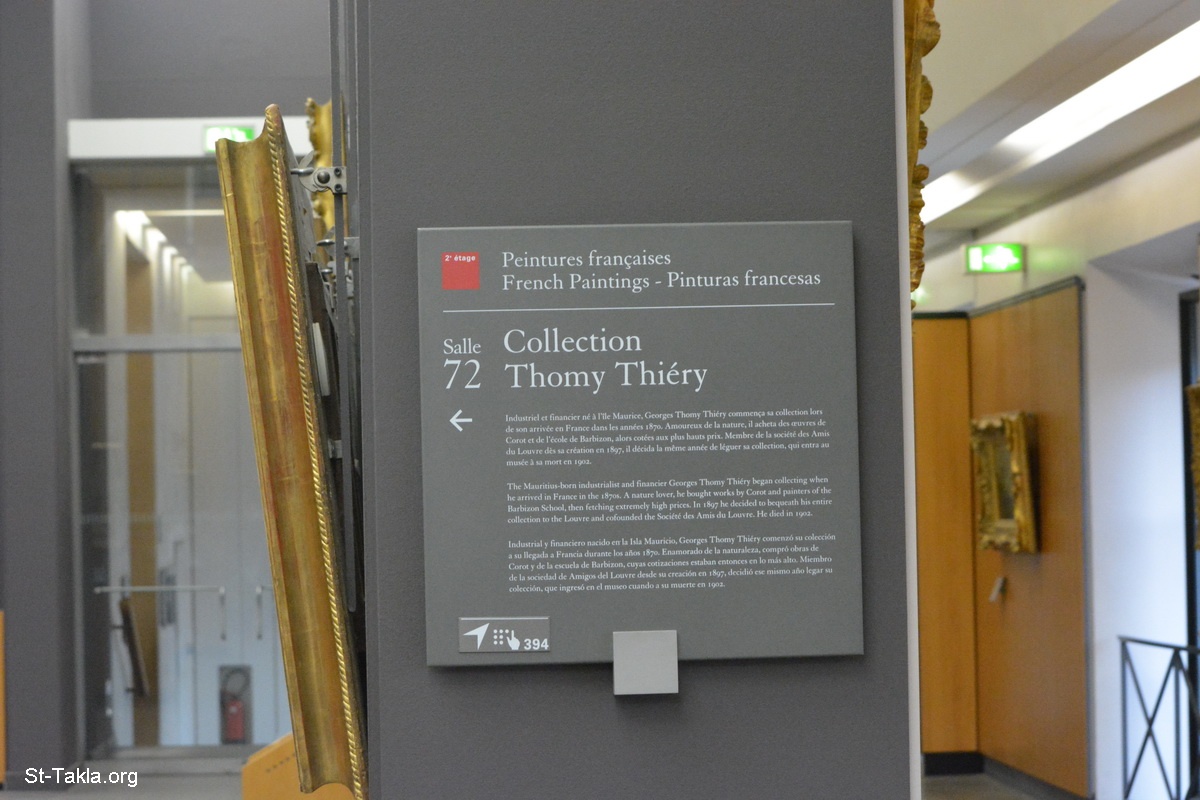 2e étage
Peintures françaises
French Paintings - Pinturas francesas
Salle
72
Collection
Thomy Thiéry
Industriel et financier né à l'île Maurice, Georges Thomy Thiéry commença sa collection lors
de son arrivée en France dans les années 1870. Amoureux de la nature, il acheta des œuvres de
Corot et de l'école de Barbizon, alors cotées aux plus hauts prix. Membre de la société des Amis
du Louvre dès sa création en 1897, il décida la même année de léguer sa collection, qui entra au
musée à sa mort en 1902.
The Mauritius-born industrialist and financier Georges Thomy Thiéry began collecting when
he arrived in France in the 1870s. A nature lover, he bought works by Corot and painters of the
Barbizon School, then fetching extremely high prices. In 1897 he decided to bequeath his entire
collection to the Louvre and cofounded the Société des Amis du Louvre. He died in 1902.
Industrial y financiero nacido en la Isla Mauricio, Georges Thomy Thiéry comenzó su colección
a su llegada a Francia durante los años 1870. Enamorado de la naturaleza, compró obras de
Corot y de la escuela de Barbizon, cuyas cotizaciones estaban entonces en lo más alto. Miembro
de la sociedad de Amigos del Louvre desde su creación en 1897, decidió ese mismo año legar su
colección, que ingresó en el museo cuando a su muerte en 1902.
394
St-Takla.org